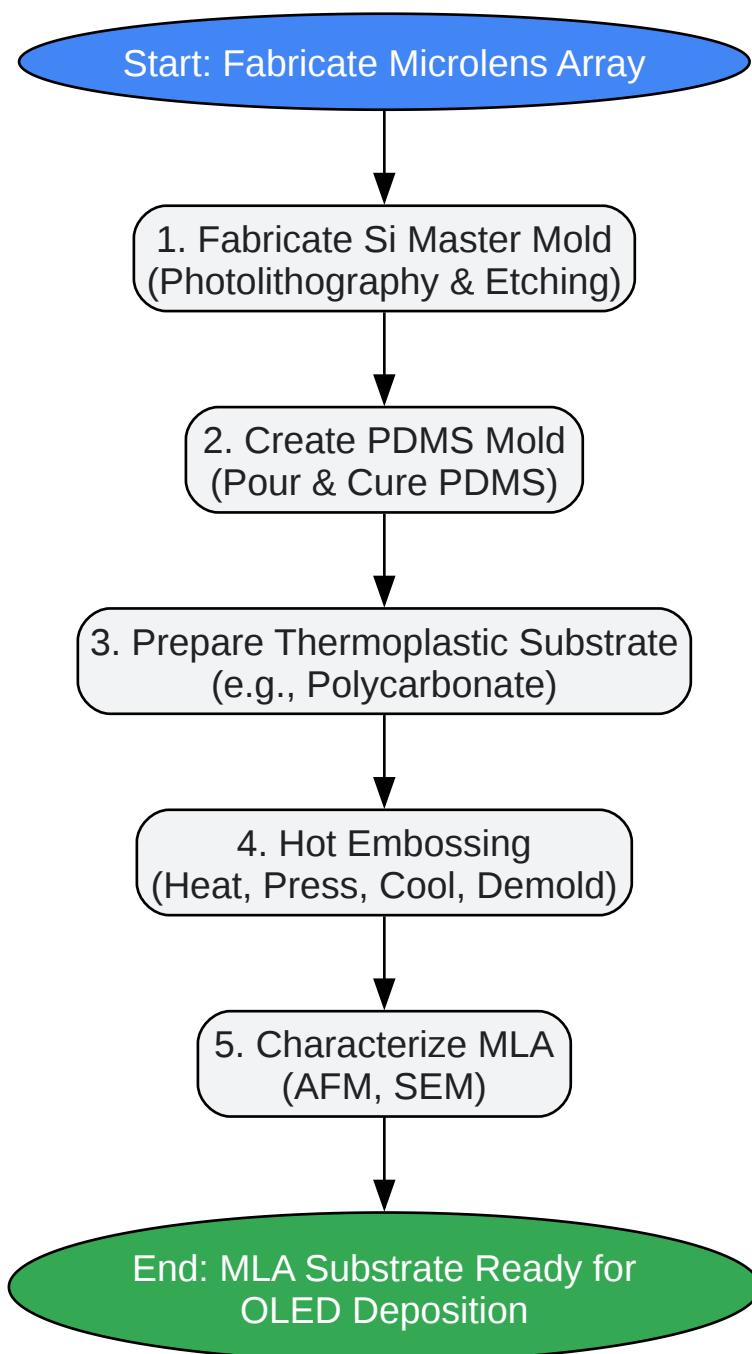 Start: Fabricate Microlens Array
1. Fabricate Si Master Mold
(Photolithography & Etching)
2. Create PDMS Mold
(Pour & Cure PDMS)
3. Prepare Thermoplastic Substrate
(e.g., Polycarbonate)
4. Hot Embossing
(Heat, Press, Cool, Demold)
5. Characterize MLA
(AFM, SEM)
End: MLA Substrate Ready for
OLED Deposition